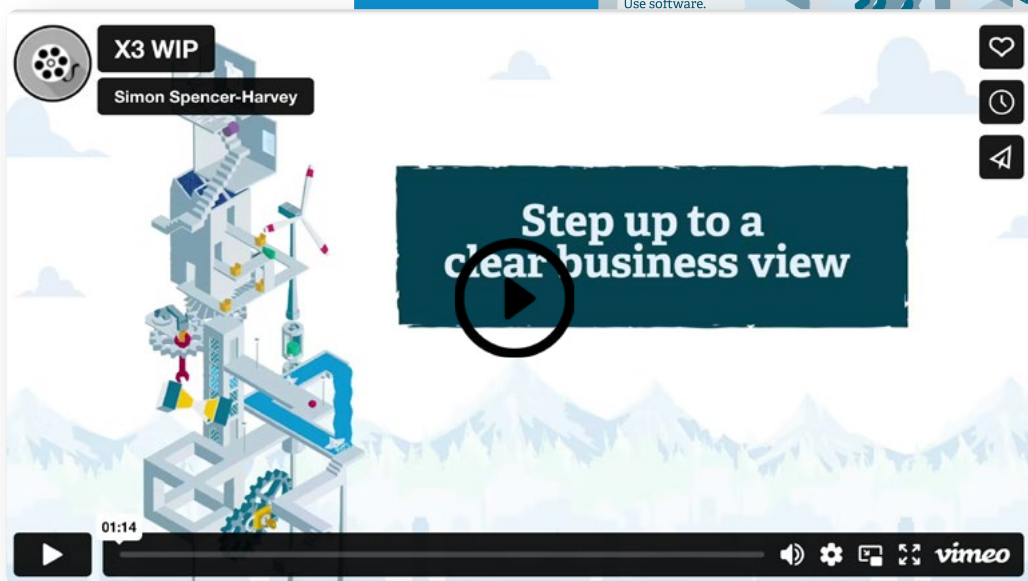 Use software.
X3 WIP
Simon Spencer-Harvey
Step up to a
clear business view
01:14
vimeo